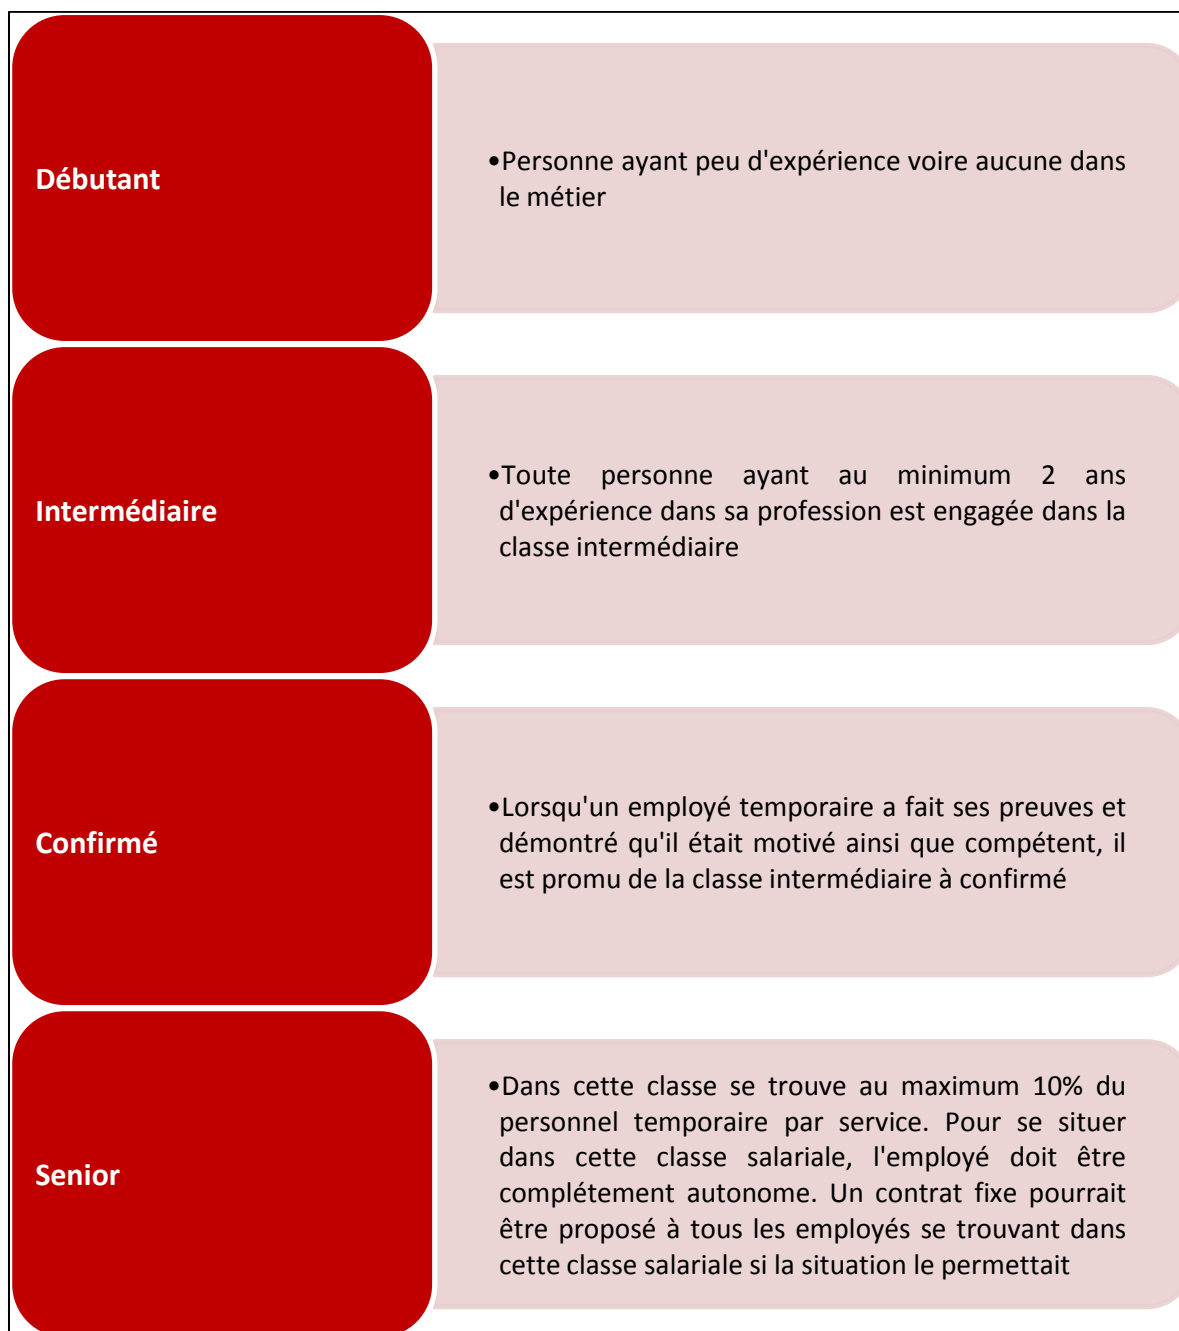 Débutant
•Personne ayant peu d'expérience voire aucune dans
le métier
Intermédiaire
•Toute personne ayant au minimum 2 ans
d'expérience dans sa profession est engagée dans la
classe intermédiaire
Confirmé
•Lorsqu'un employé temporaire a fait ses preuves et
démontré qu'il était motivé ainsi que compétent, il
est promu de la classe intermédiaire à confirmé
Senior
•Dans cette classe se trouve au maximum 10% du
personnel temporaire par service. Pour se situer
dans cette classe salariale, l'employé doit être
complétement autonome. Un contrat fixe pourrait
être proposé à tous les employés se trouvant dans
cette classe salariale si la situation le permettait